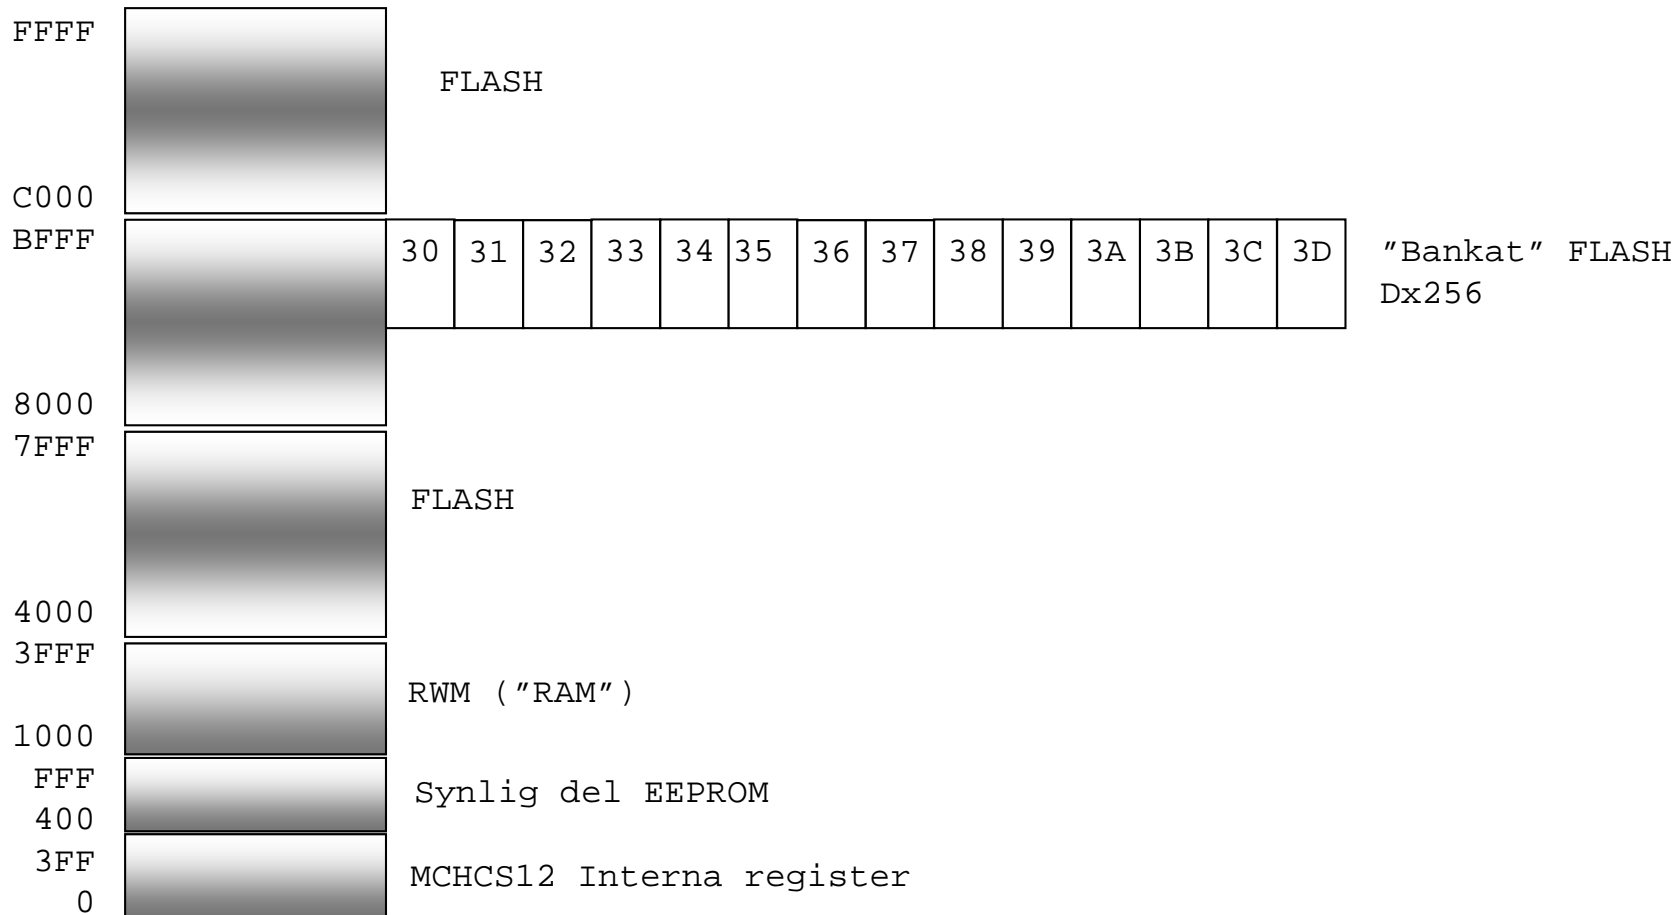 FFFF
FLASH
C000
BFFF
30 31 32 33 34 35 36 37 38 39 3A 3B 3C 3D
″Bankat″ FLASH
Dx256
8000
7FFF
FLASH
4000
3FFF
RWM (″RAM″)
1000
FFF
Synlig del EEPROM
400
3FF
MCHCS12 Interna register
0